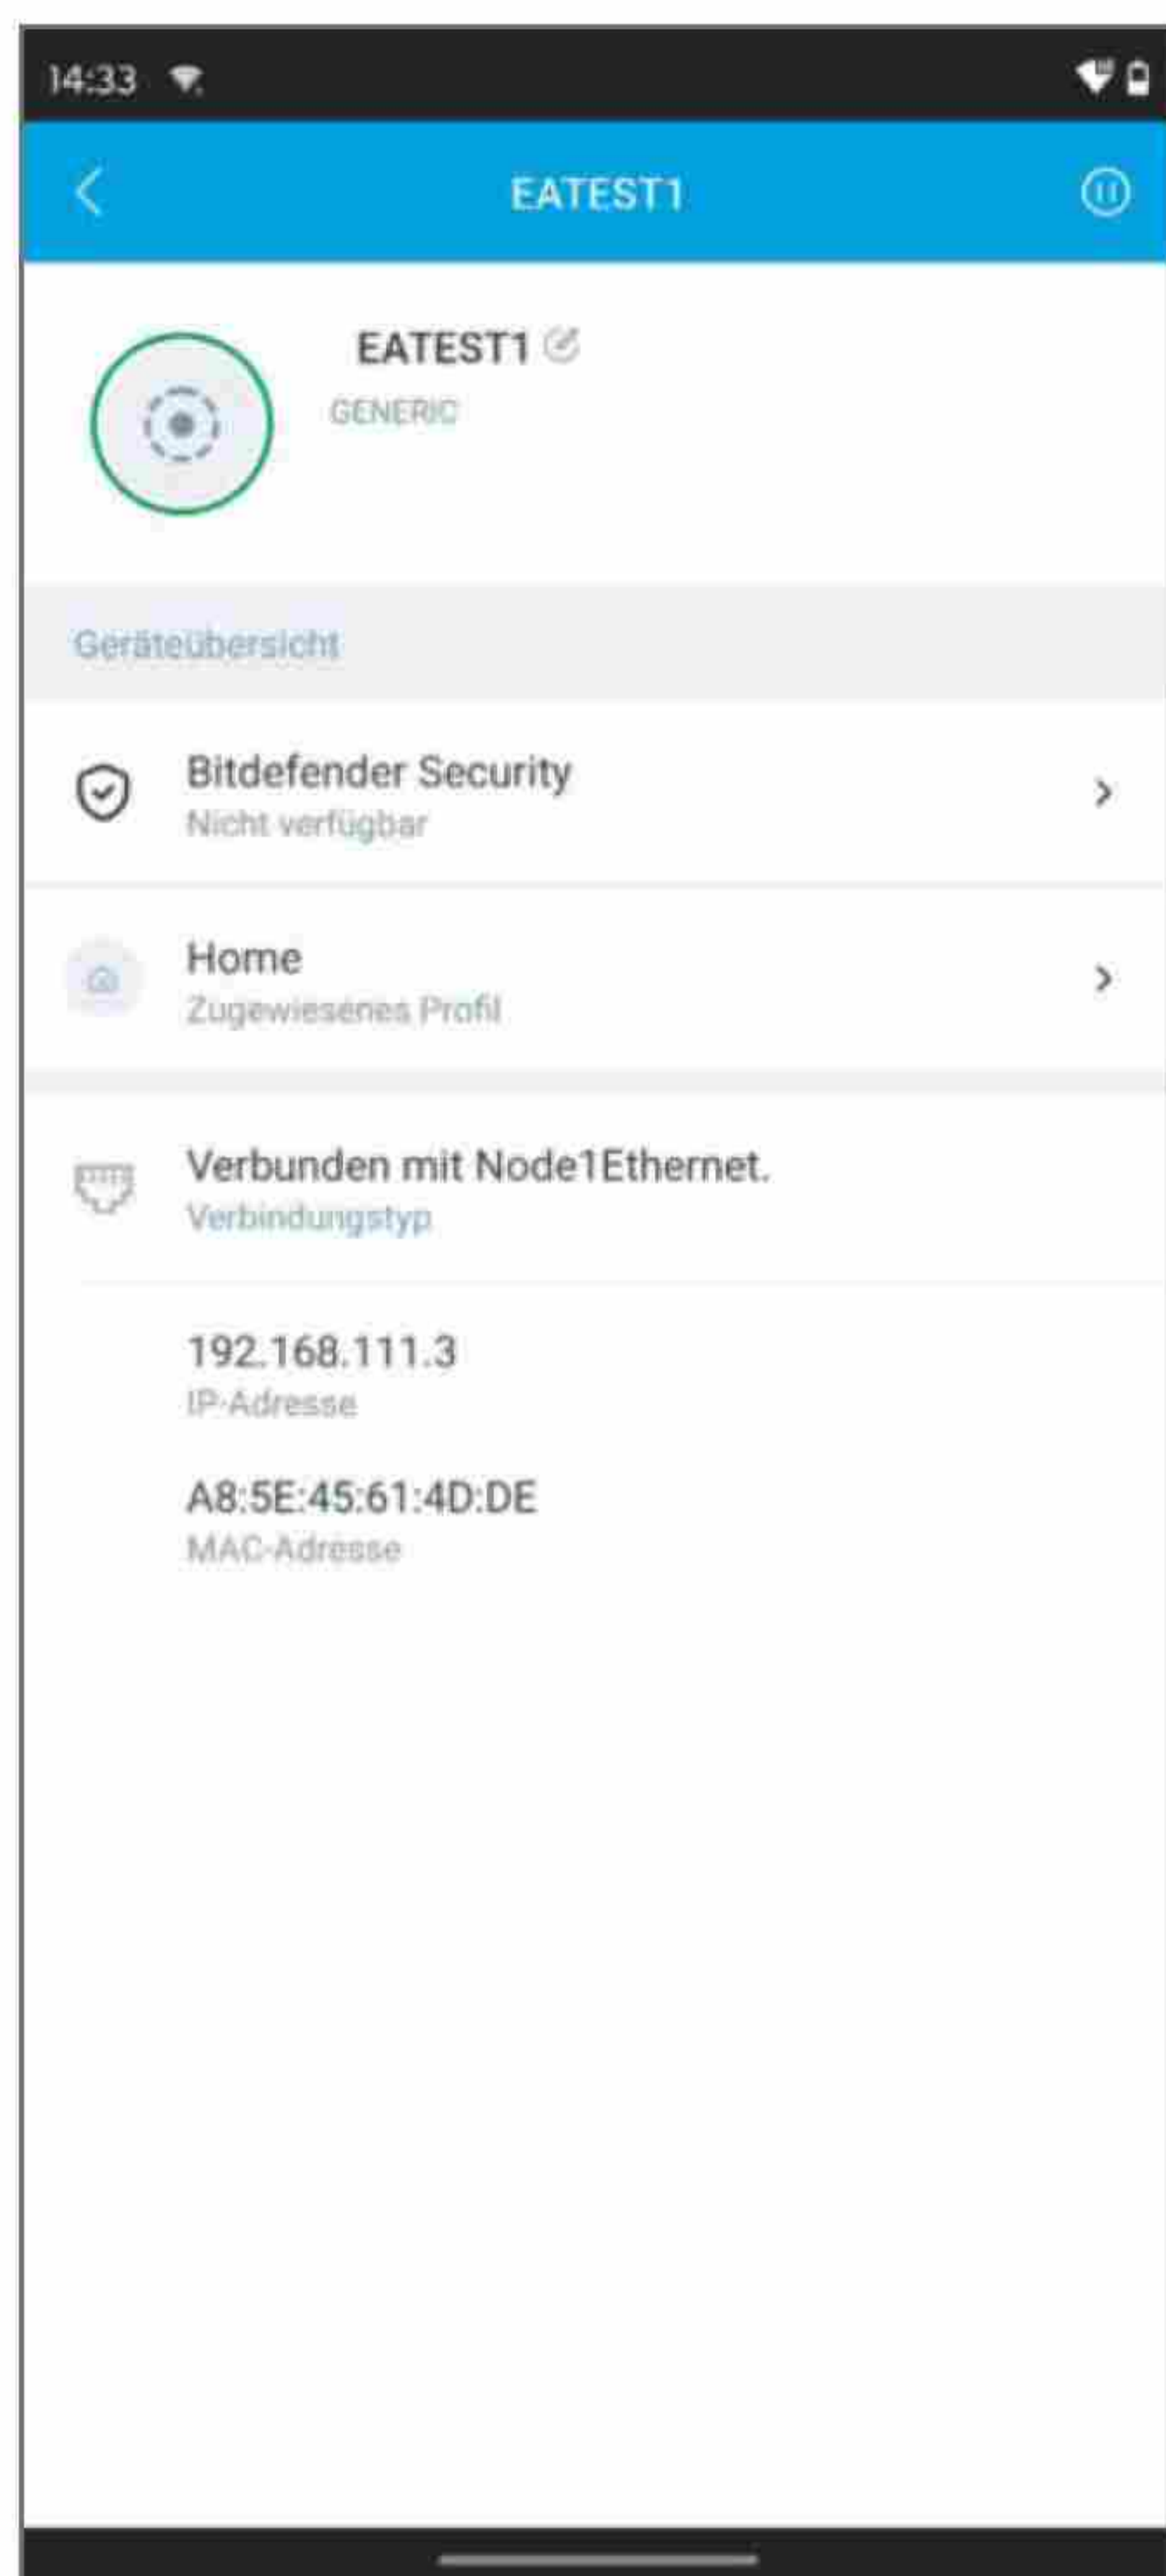 14:33
EATEST1
EATEST1
GENERIC
Geräteübersicht
Bitdefender Security
Nicht verfügbar
Home
Zugewiesenes Profil
Verbunden mit Node1Ethernet.
Verbindungstyp
192.168.111.3
IP-Adresse
A8:5E:45:61:4D:DE
MAC-Adresse